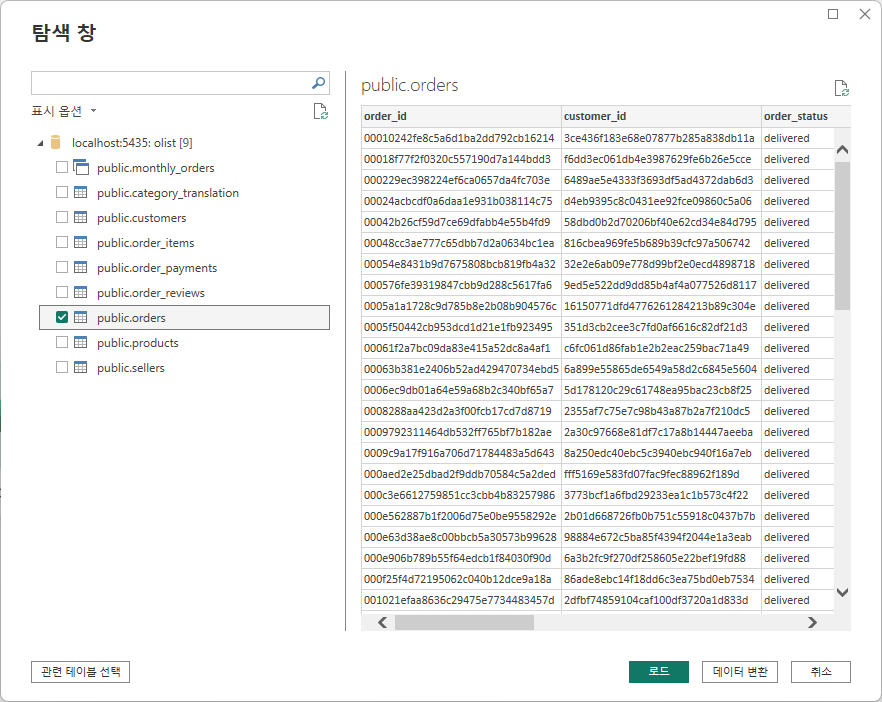 탐색 창
표시 옵션
localhost:5435: olist [9]
public.monthly_orders
public.category_translation
public.customers
public.order_items
public.order_payments
public.order_reviews
public.orders
public.products
public.sellers
public.orders
order_id customer_id order_status
00010242fe8c5a6d1ba2dd792cb16214 3ce436f183e68e07877b285a838db11a delivered
00018f77f2f0320c557190d7a144bdd3 f6dd3ec061db4e3987629fe6b26e5cce delivered
000229ec398224ef6ca0657da4fc703e 6489ae5e4333f3693df5ad4372dab6d3 delivered
00024acbcdf0a6daa1e931b038114c75 d4eb9395c8c0431ee92fce09860c5a06 delivered
00042b26cf59d7ce69dfabb4e55b4fd9 58dbd0b2d70206bf40e62cd34e84d795 delivered
00048cc3ae777c65dbb7d2a0634bc1ea 816cbea969fe5b689b39cfc97a506742 delivered
00054e8431b9d7675808bcb819fb4a32 32e2e6ab09e778d99bf2e0ecd4898718 delivered
000576fe39319847cbb9d288c5617fa6 9ed5e522dd9dd85b4af4a077526d8117 delivered
0005a1a1728c9d785b8e2b08b904576c 16150771dfd4776261284213b89c304e delivered
0005f50442cb953dcd1d21e1fb923495 351d3cb2cee3c7fd0af6616c82df21d3 delivered
00061f2a7bc09da83e415a52dc8a4af1 c6fc061d86fab1e2b2eac259bac71a49 delivered
00063b381e2406b52ad429470734ebd5 6a899e55865de6549a58d2c6845e5604 delivered
0006ec9db01a64e59a68b2c340bf65a7 5d178120c29c61748ea95bac23cb8f25 delivered
0008288aa423d2a3f00fcb17cd7d8719 2355af7c75e7c98b43a87b2a7f210dc5 delivered
0009792311464db532ff765bf7b182ae 2a30c97668e81df7c17a8b14447aeeba delivered
0009c9a17f916a706d71784483a5d643 8a250edc40ebc5c3940ebc940f16a7eb delivered
000aed2e25dbad2f9ddb70584c5a2ded fff5169e583fd07fac9fec88962f189d delivered
000c3e6612759851cc3cbb4b83257986 3773bcf1a6fbd29233ea1c1b573c4f22 delivered
000e562887b1f2006d75e0be9558292e 2b01d668726fb0b751c55918c0437b7b delivered
000e63d38ae8c00bbcb5a30573b99628 98884e672c5ba85f4394f2044e1a3eab delivered
000e906b789b55f64edcb1f84030f90d 6a3b2fc9f270df258605e22bef19fd88 delivered
000f25f4d72195062c040b12dce9a18a 86ade8ebc14f18dd6c3ea75bd0eb7534 delivered
001021efaa8636c29475e7734483457d 2dfbf74859104caf100df3720a1d833d delivered
관련 테이블 선택
로드
데이터 변환
취소